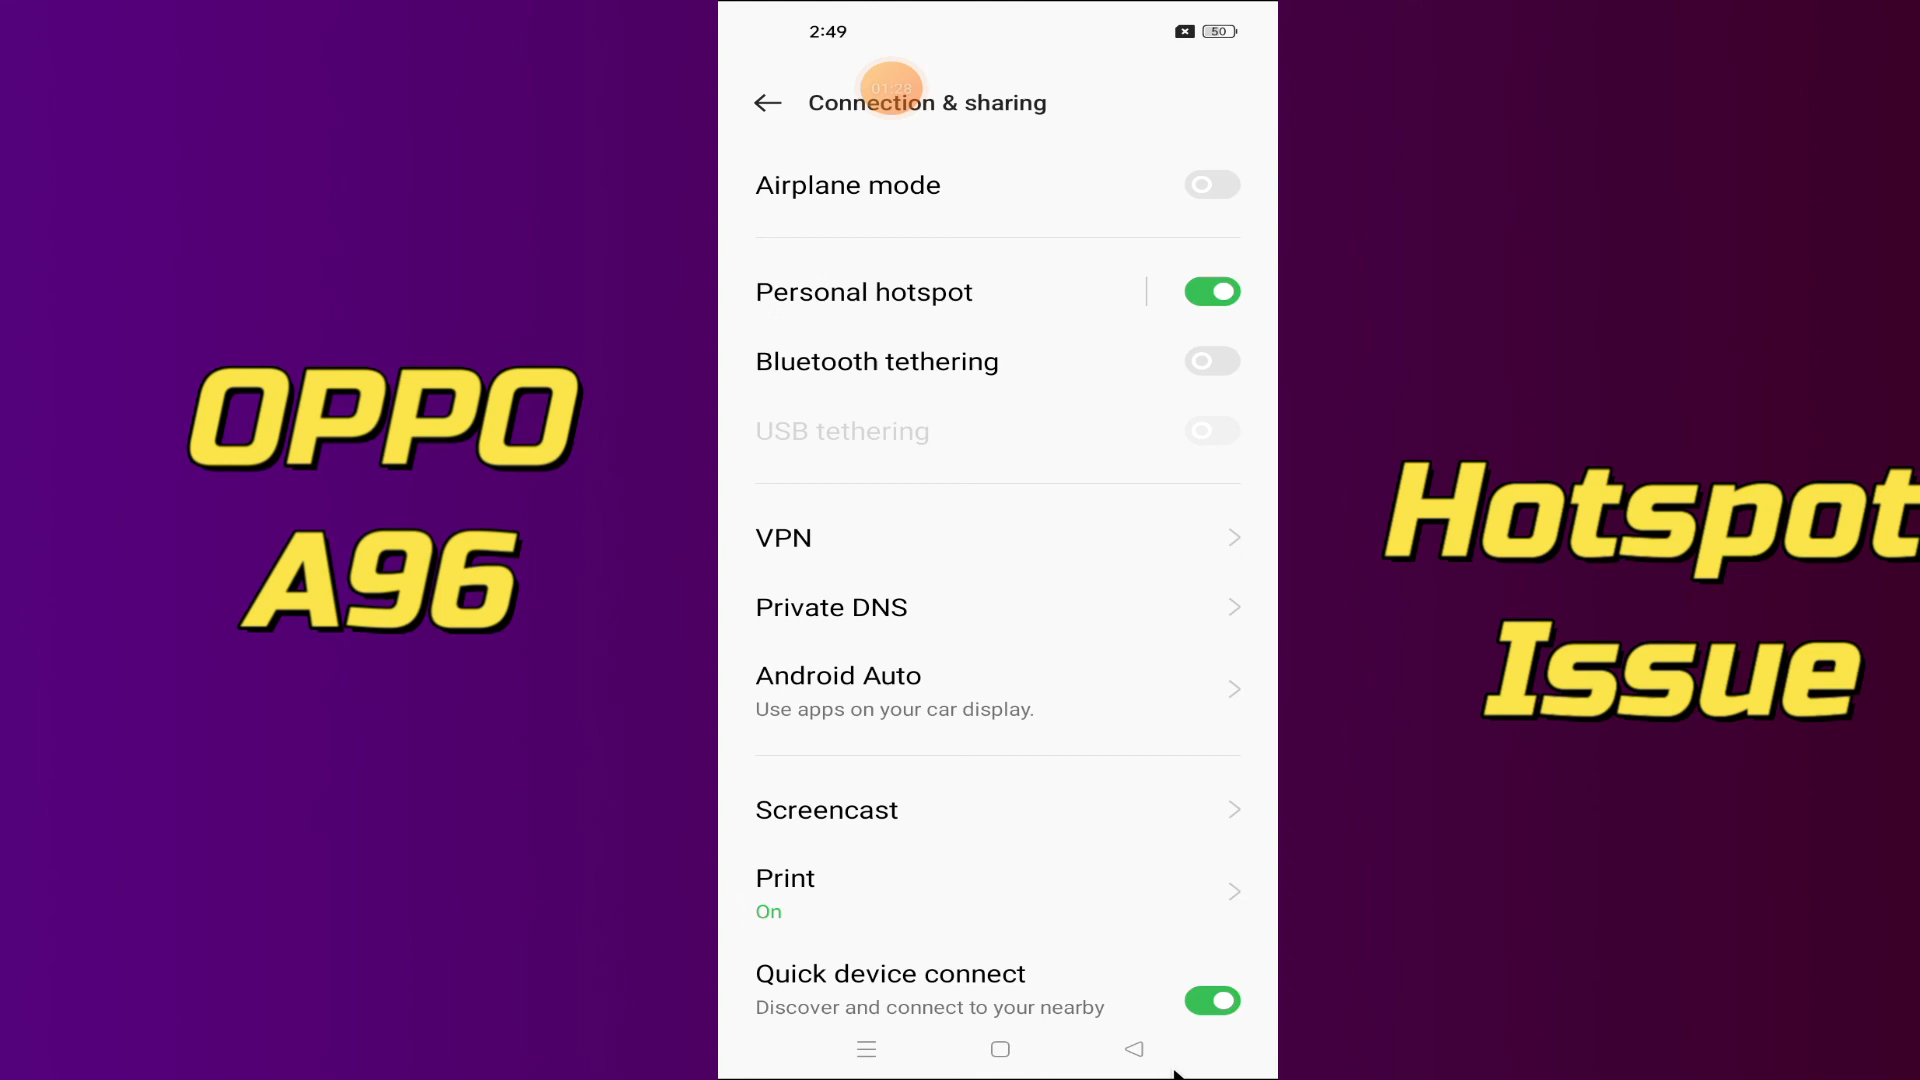 2:49
50
01:28
Connection & sharing
Airplane mode
Personal hotspot
Bluetooth tethering
USB tethering
VPN
Private DNS
Android Auto
Use apps on your car display.
Screencast
Print
On
Quick device connect
Discover and connect to your nearby
OPPO
A96
Hotspot
Issue